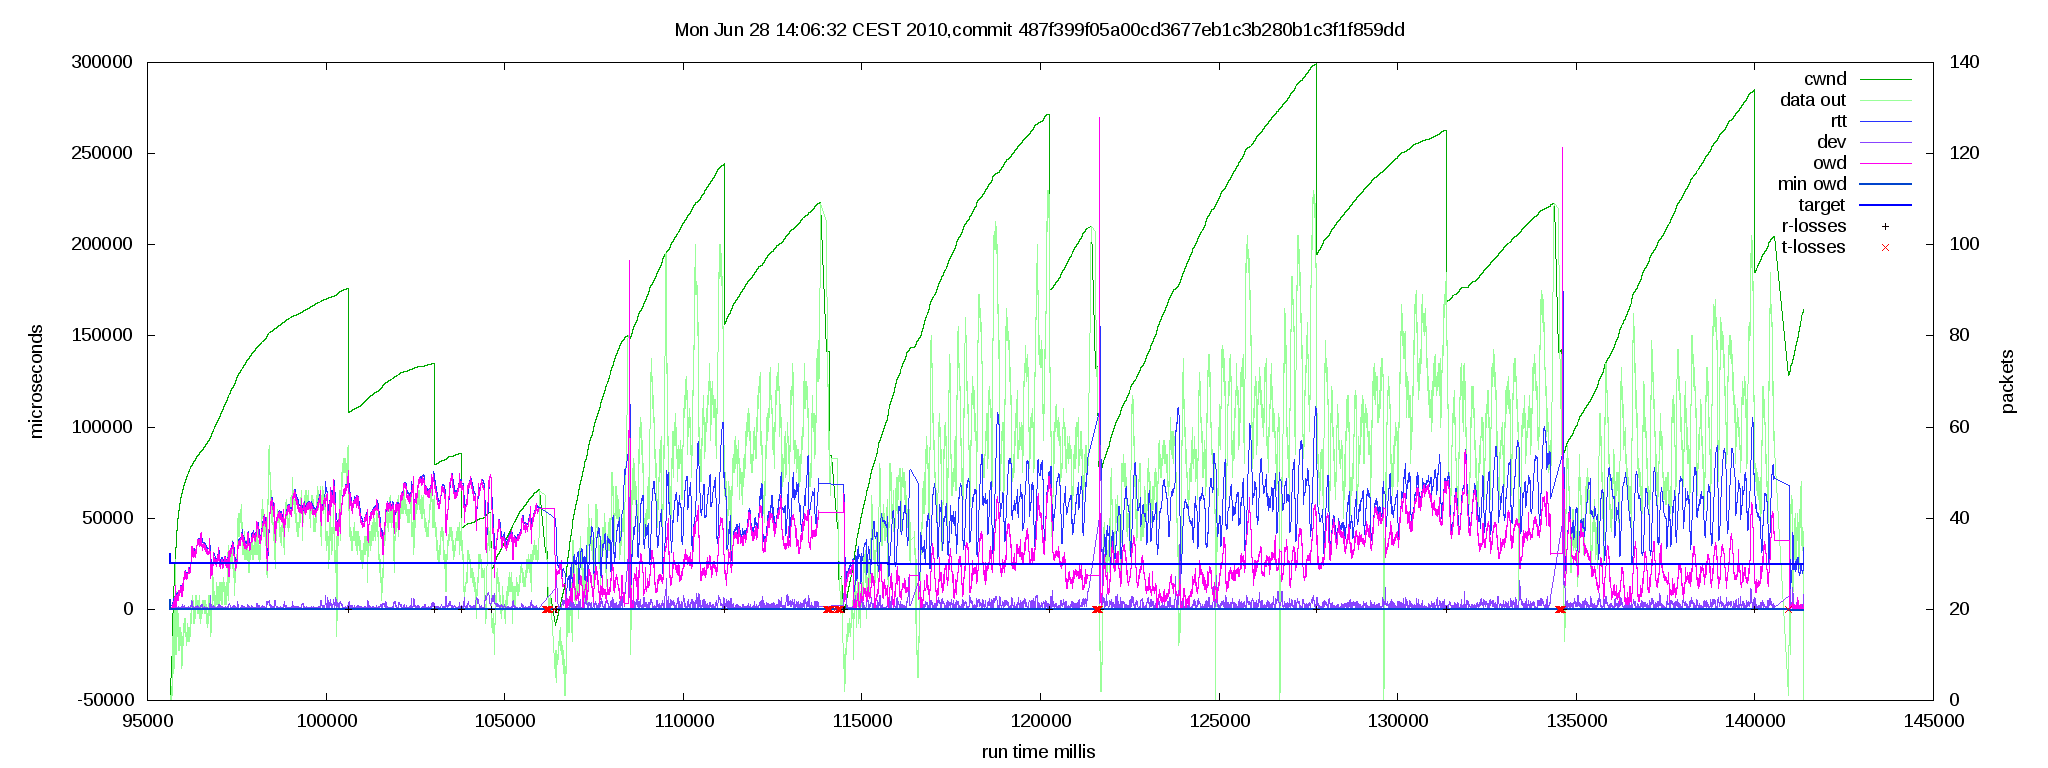 Mon Jun 28 14:06:32 CEST 2010,commit 487f399f05a00cd3677eb1c3b280b1c3f1f859dd
300000
250000
200000
150000
100000
50000
0
-50000
microseconds
140
120
100
80
60
40
20
0
packets
cwnd
data out
rtt
dev
owd
min owd
target
r-losses
t-losses
95000 100000 105000 110000 115000 120000 125000 130000 135000 140000 145000
run time millis